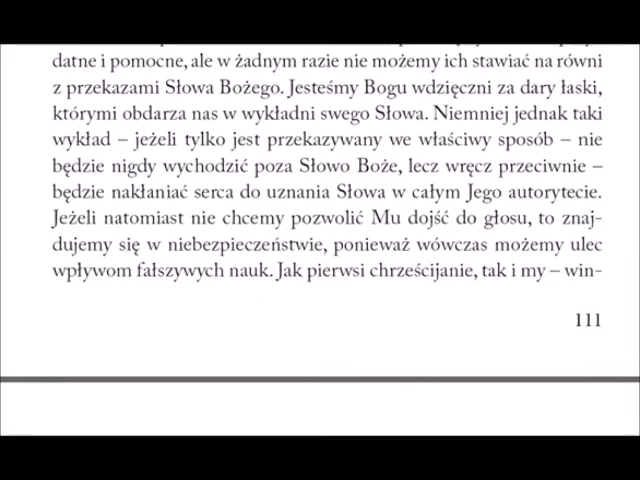 datne i pomocne, ale w żadnym razie nie możemy ich stawiać na równi
z przekazami Słowa Bożego. Jesteśmy Bogu wdzięczni za dary łaski,
którymi obdarza nas w wykładni swego Słowa. Niemniej jednak taki
wykład – jeżeli tylko jest przekazywany we właściwy sposób – nie
będzie nigdy wychodzić poza Słowo Boże, lecz wręcz przeciwnie –
będzie nakłaniać serca do uznania Słowa w całym Jego autorytecie.
Jeżeli natomiast nie chcemy pozwolić Mu dojść do głosu, to znaj-
dujemy się w niebezpieczeństwie, ponieważ wówczas możemy ulec
wpływom fałszywych nauk. Jak pierwsi chrześcijanie, tak i my – win-
111